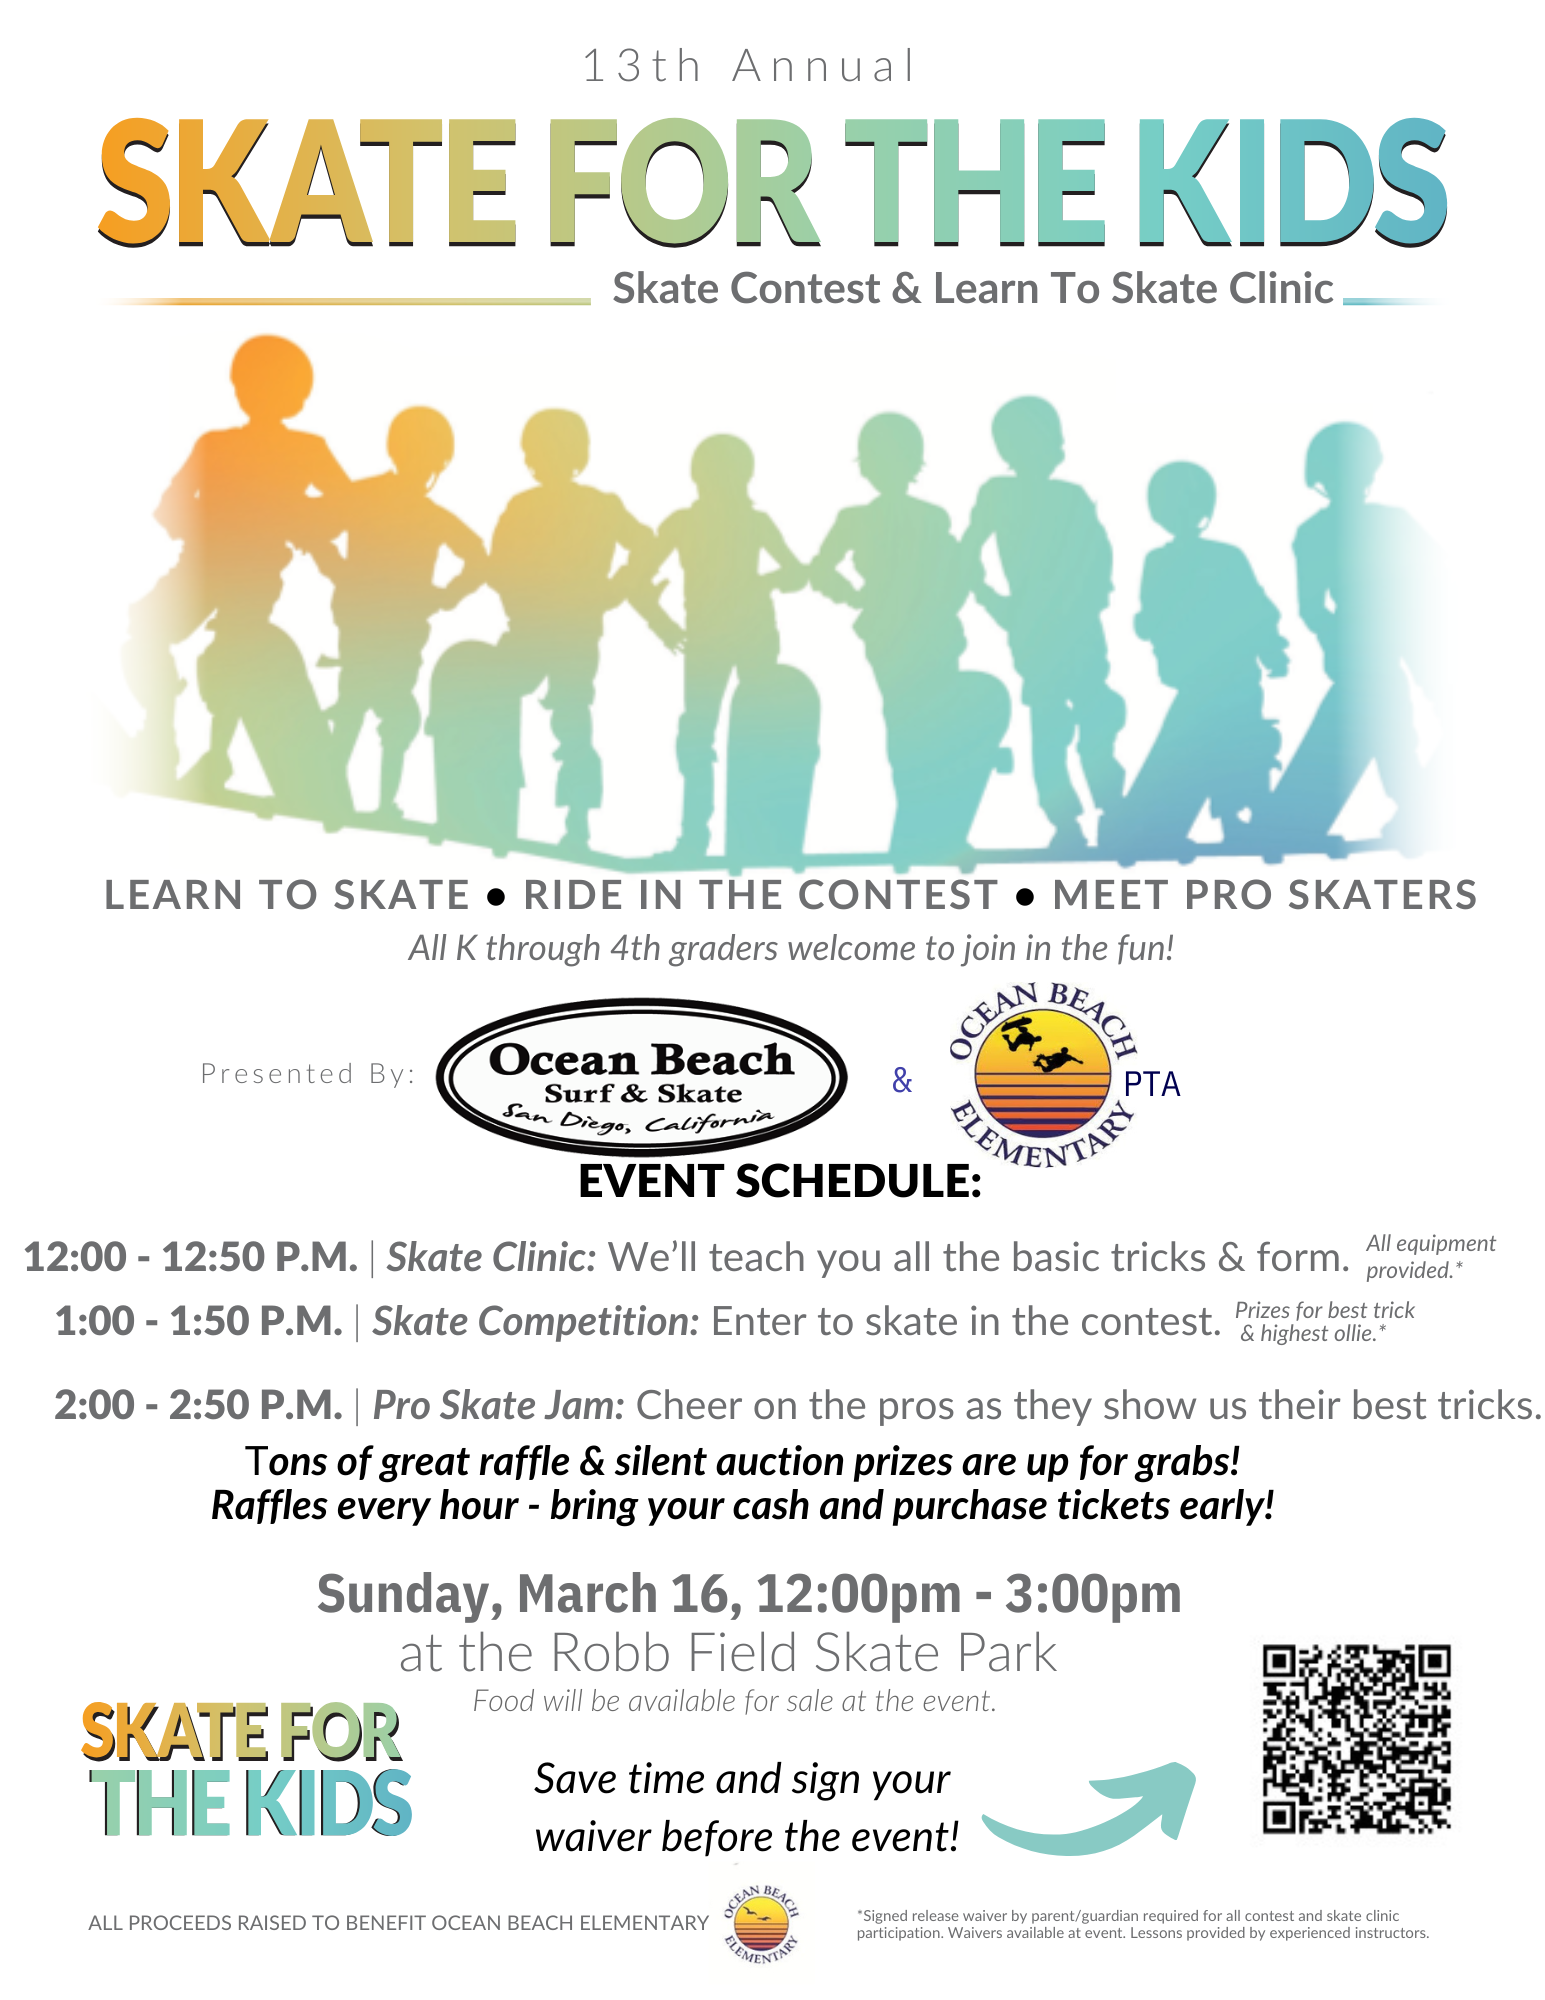 13th Annual
SKATE FOR THE KIDS
Skate Contest & Learn To Skate Clinic
LEARN TO SKATE ● RIDE IN THE CONTEST ● MEET PRO SKATERS
All K through 4th graders welcome to join in the fun!
Presented By:
Ocean Beach
Surf & Skate
San Diego, California
&
OCEAN BEACH
ELEMENTARY
PTA
EVENT SCHEDULE:
12:00 - 12:50 P.M. | Skate Clinic: We'll teach you all the basic tricks & form.
All equipment
provided.*
1:00 - 1:50 P.M. | Skate Competition: Enter to skate in the contest.
Prizes for best trick
& highest ollie.*
2:00 - 2:50 P.M. | Pro Skate Jam: Cheer on the pros as they show us their best tricks.
Tons of great raffle & silent auction prizes are up for grabs!
Raffles every hour - bring your cash and purchase tickets early!
Sunday, March 16, 12:00pm - 3:00pm
at the Robb Field Skate Park
Food will be available for sale at the event.
SKATE FOR
THE KIDS
Save time and sign your
waiver before the event!
ALL PROCEEDS RAISED TO BENEFIT OCEAN BEACH ELEMENTARY
OCEAN BEACH
ELEMENTARY
*Signed release waiver by parent/guardian required for all contest and skate clinic
participation. Waivers available at event. Lessons provided by experienced instructors.